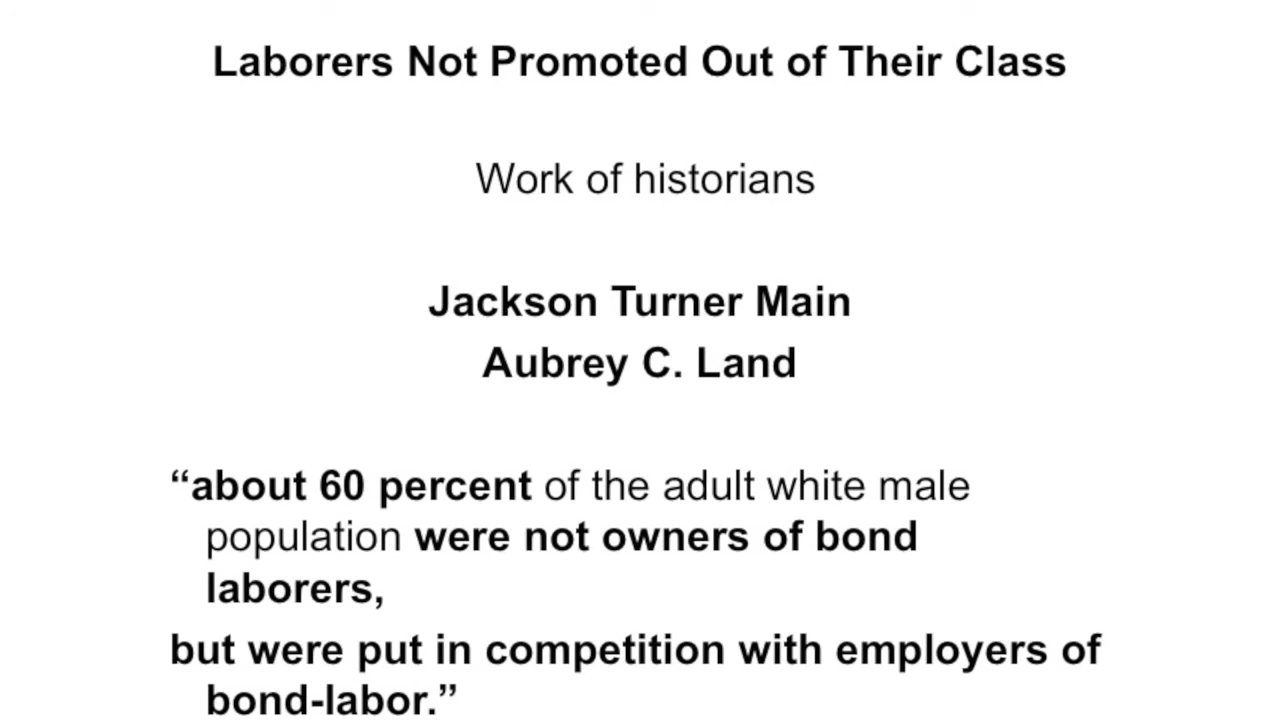 Laborers Not Promoted Out of Their Class
Work of historians
Jackson Turner Main
Aubrey C. Land
“about 60 percent of the adult white male
population were not owners of bond
laborers,
but were put in competition with employers of
bond-labor.”